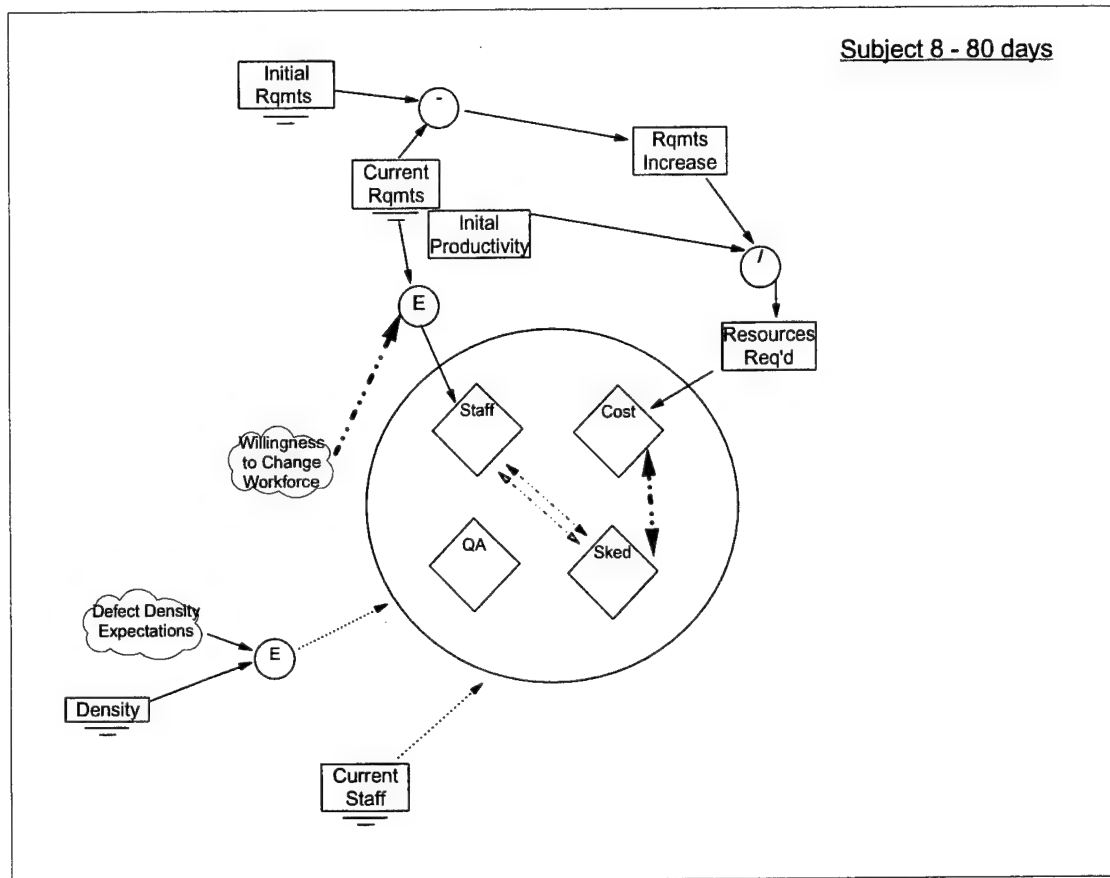 Subject 8 - 80 days
Initial
Rqmts
-
Rqmts
Increase
Current
Rqmts
Inital
Productivity
/
E
Resources
Req'd
Staff
Cost
Willingness
to Change
Workforce
QA
Sked
Defect Density
Expectations
E
Density
Current
Staff